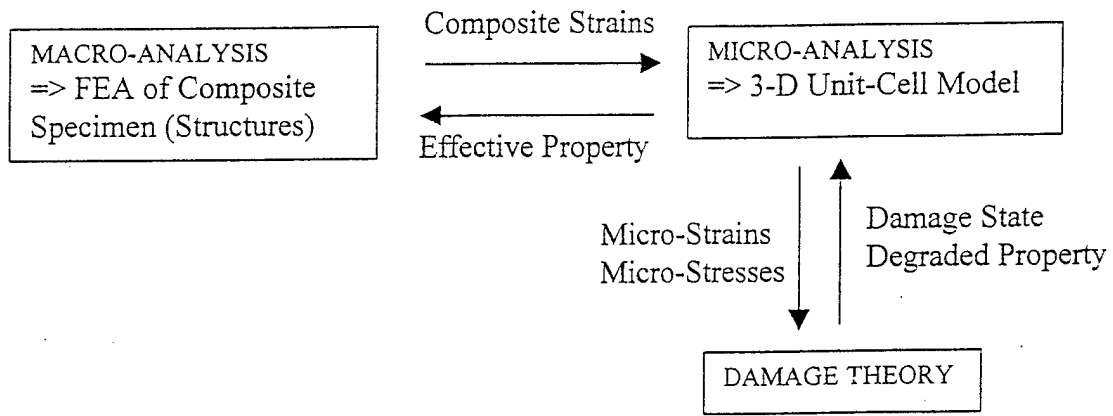 MACRO-ANALYSIS
=> FEA of Composite
Specimen (Structures)
Composite Strains
Effective Property
MICRO-ANALYSIS
=> 3-D Unit-Cell Model
Micro-Strains
Micro-Stresses
Damage State
Degraded Property
DAMAGE THEORY